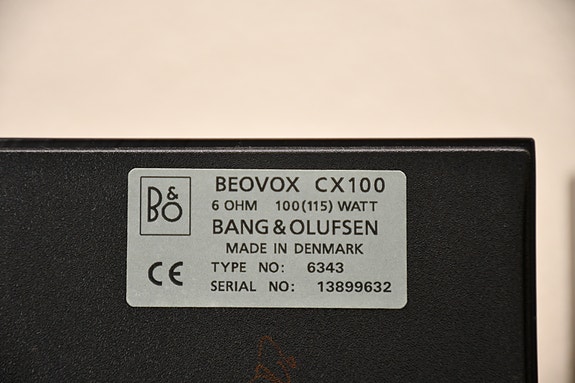 B&O
BEOVOX CX100
6 OHM 100(115) WATT
BANG & OLUFSEN
MADE IN DENMARK
CE
TYPE NO: 6343
SERIAL NO: 13899632